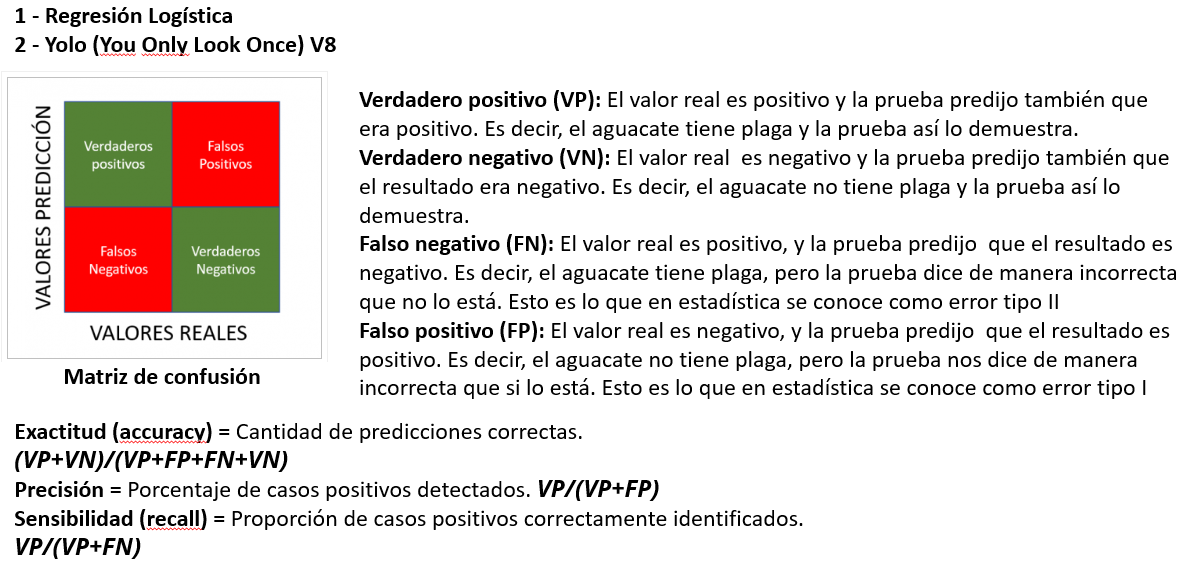 1 - Regresión Logística
2 - Yolo (You Only Look Once) V8
VALORES PREDICCIÓN
Verdaderos
positivos
Falsos
Positivos
Falsos
Negativos
Verdaderos
Negativos
VALORES REALES
Matriz de confusión
Verdadero positivo (VP): El valor real es positivo y la prueba predijo también que
era positivo. Es decir, el aguacate tiene plaga y la prueba así lo demuestra.
Verdadero negativo (VN): El valor real  es negativo y la prueba predijo también que
el resultado era negativo. Es decir, el aguacate no tiene plaga y la prueba así lo
demuestra.
Falso negativo (FN): El valor real es positivo, y la prueba predijo  que el resultado es
negativo. Es decir, el aguacate tiene plaga, pero la prueba dice de manera incorrecta
que no lo está. Esto es lo que en estadística se conoce como error tipo II
Falso positivo (FP): El valor real es negativo, y la prueba predijo  que el resultado es
positivo. Es decir, el aguacate no tiene plaga, pero la prueba nos dice de manera
incorrecta que si lo está. Esto es lo que en estadística se conoce como error tipo I
Exactitud (accuracy) = Cantidad de predicciones correctas.
(VP+VN)/(VP+FP+FN+VN)
Precisión = Porcentaje de casos positivos detectados. VP/(VP+FP)
Sensibilidad (recall) = Proporción de casos positivos correctamente identificados.
VP/(VP+FN)